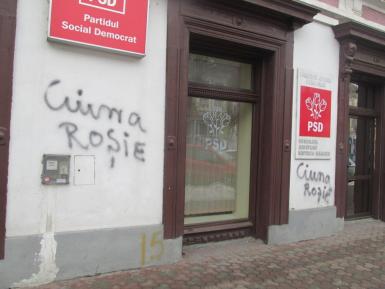 PSD
Partidul
Social Democrat
Ciuma
ROȘIE
PSD
PSD
Ciuma
Roșie
15